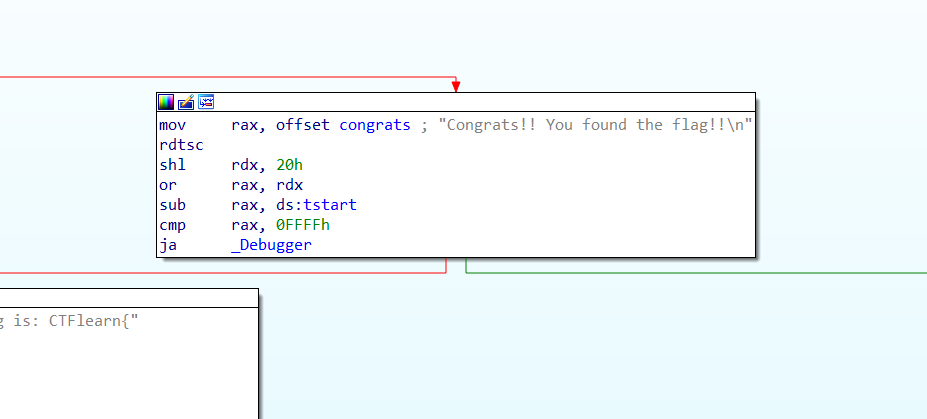 mov rax, offset congrats ; "Congrats!! You found the flag!!\n"
rdtsc
shl rdx, 20h
or rax, rdx
sub rax, ds:tstart
cmp rax, 0FFFFh
ja _Debugger
is: CTFlearn{"